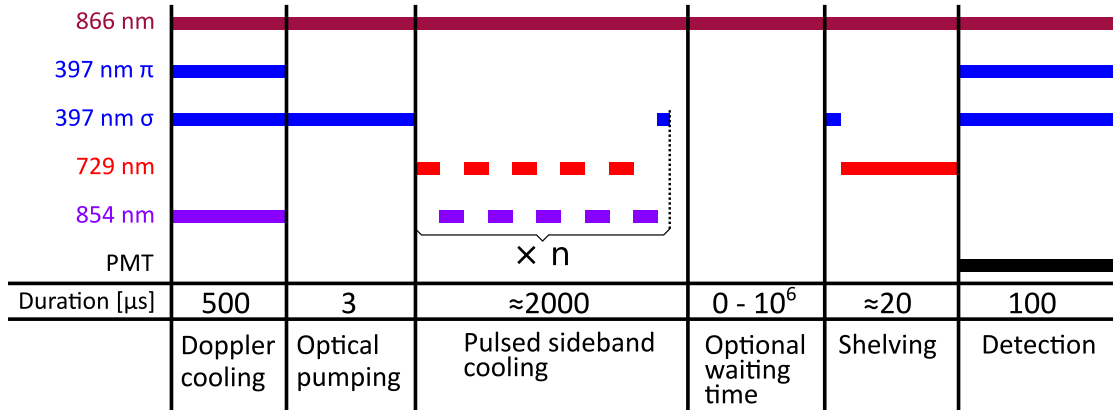 866 nm
397 nm π
397 nm σ
729 nm
854 nm
× n
PMT
Duration [µs] 500 3 ≈2000 0 - 10⁶ ≈20 100
Doppler
cooling
Optical
pumping
Pulsed sideband
cooling
Optional
waiting
time
Shelving
Detection